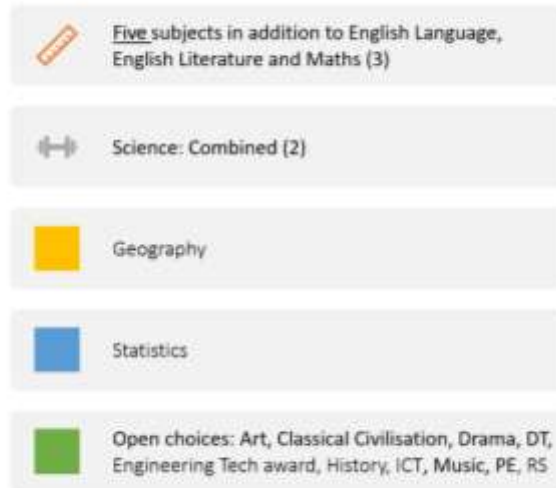 Five subjects in addition to English Language,
English Literature and Maths (3)
Science: Combined (2)
Geography
Statistics
Open choices: Art, Classical Civilisation, Drama, DT,
Engineering Tech award, History, ICT, Music, PE, RS